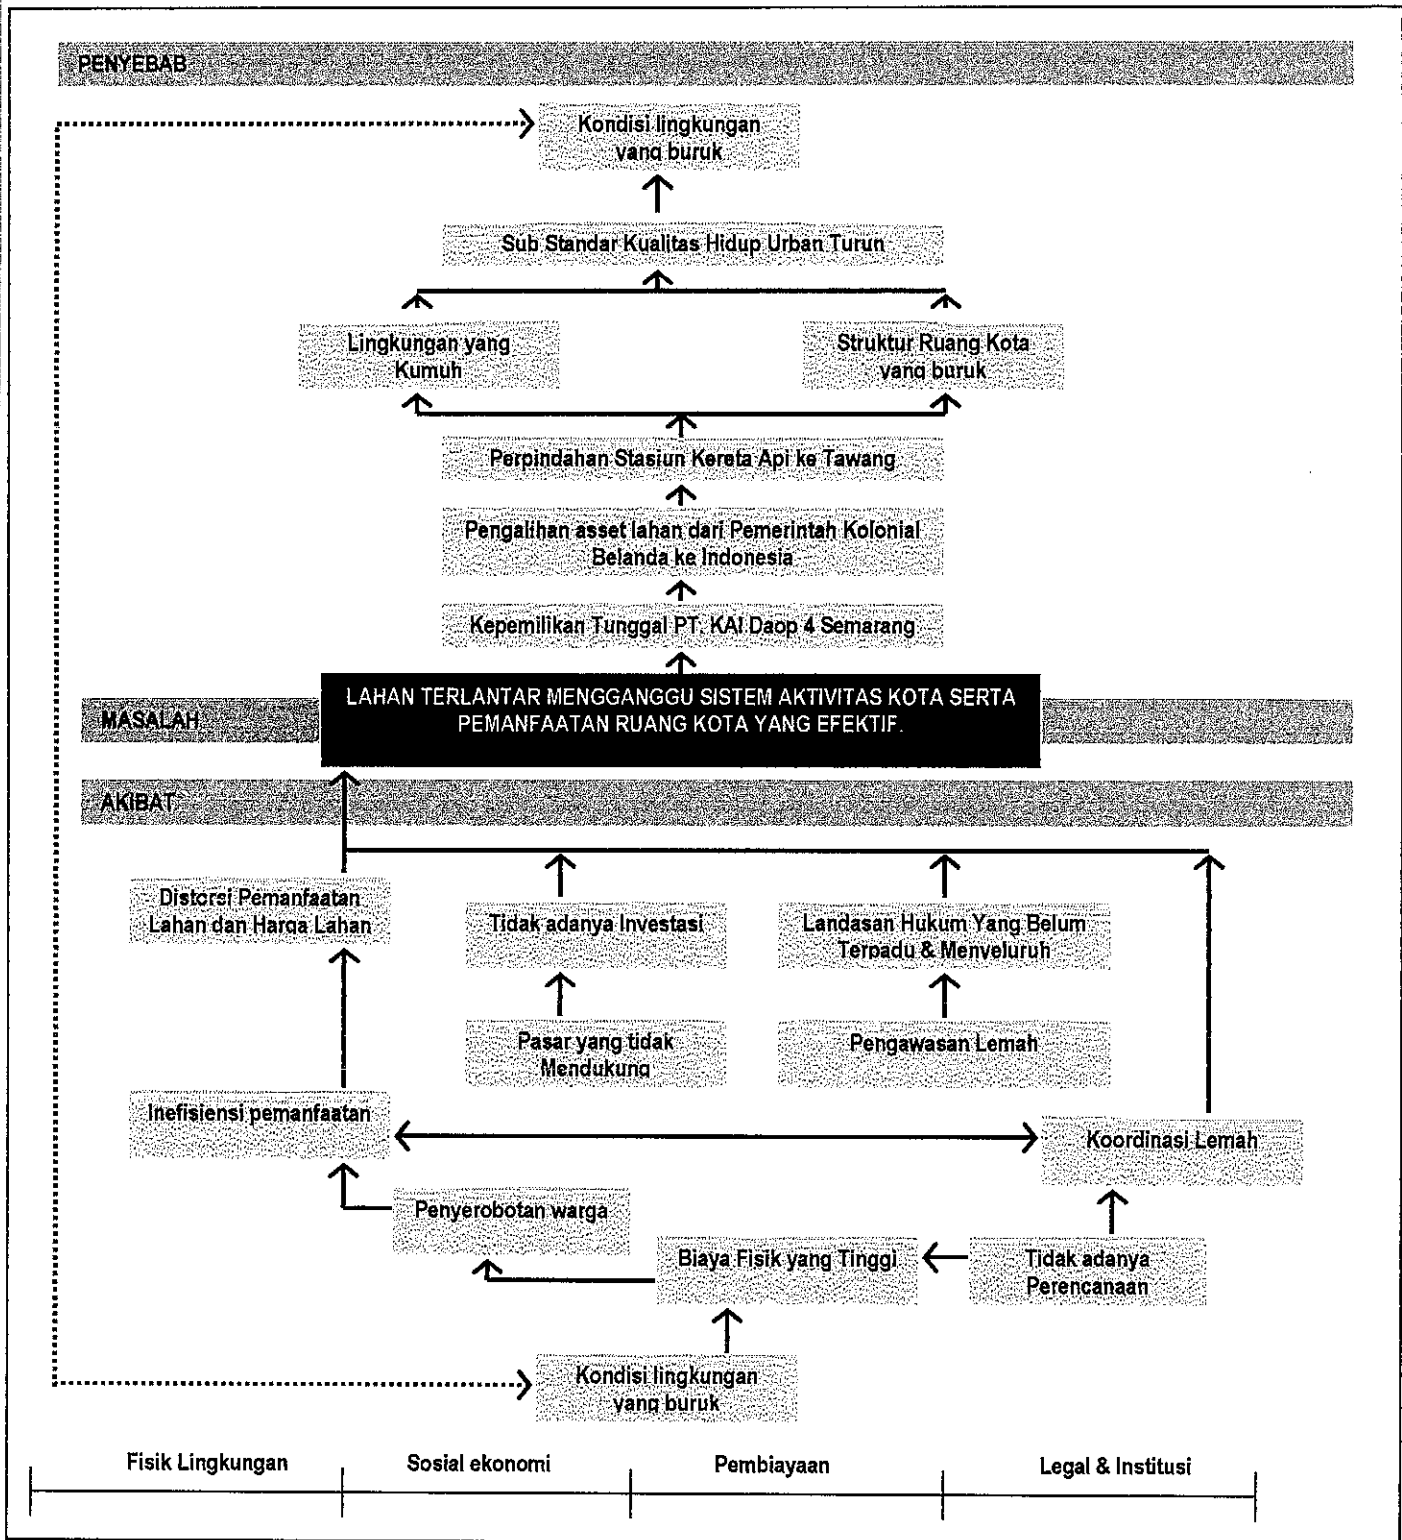 PENYEBAB
Kondisi lingkungan
yang buruk
Sub Standar Kualitas Hidup Urban Turun
Lingkungan yang
Kumuh
Struktur Ruang Kota
yang buruk
Perpindahan Stasiun Kereta Api ke Tawang
Pengalihan asset lahan dari Pemerintah Kolonial
Belanda ke Indonesia
Kepemilikan Tunggal PT. KAI Daop 4 Semarang
MASALAH
LAHAN TERLANTAR MENGGANGGU SISTEM AKTIVITAS KOTA SERTA
PEMANFAATAN RUANG KOTA YANG EFEKTIF.
AKIBAT
Distorsi Pemanfaatan
Lahan dan Harga Lahan
Tidak adanya Investasi
Landasan Hukum Yang Belum
Terpadu & Menyeluruh
Pasar yang tidak
Mendukung
Pengawasan Lemah
Inefisiensi pemanfaatan
Koordinasi Lemah
Penyerobotan warga
Biaya Fisik yang Tinggi
Tidak adanya
Perencanaan
Kondisi lingkungan
yang buruk
Fisik Lingkungan
Sosial ekonomi
Pembiayaan
Legal & Institusi